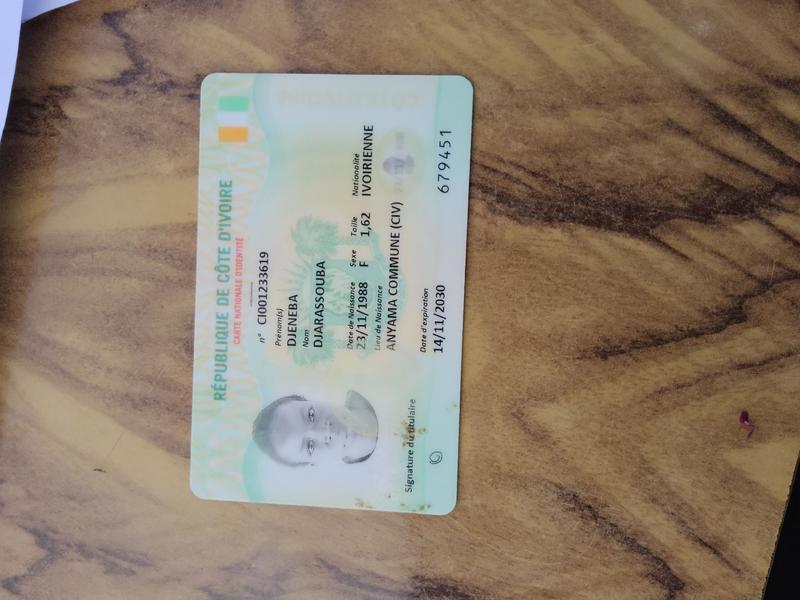 RÉPUBLIQUE DE CÔTE D'IVOIRE
CARTE NATIONALE D'IDENTITÉ
n° CI001233619
Prénom(s)
DJENEBA
Nom
DJARASSOUBA
Date de Naissance Sexe Taille Nationalité
23/11/1988 F 1,62 IVOIRIENNE
Lieu de Naissance
ANYAMA COMMUNE (CIV)
Signature du titulaire
Date d'expiration
14/11/2030
679451